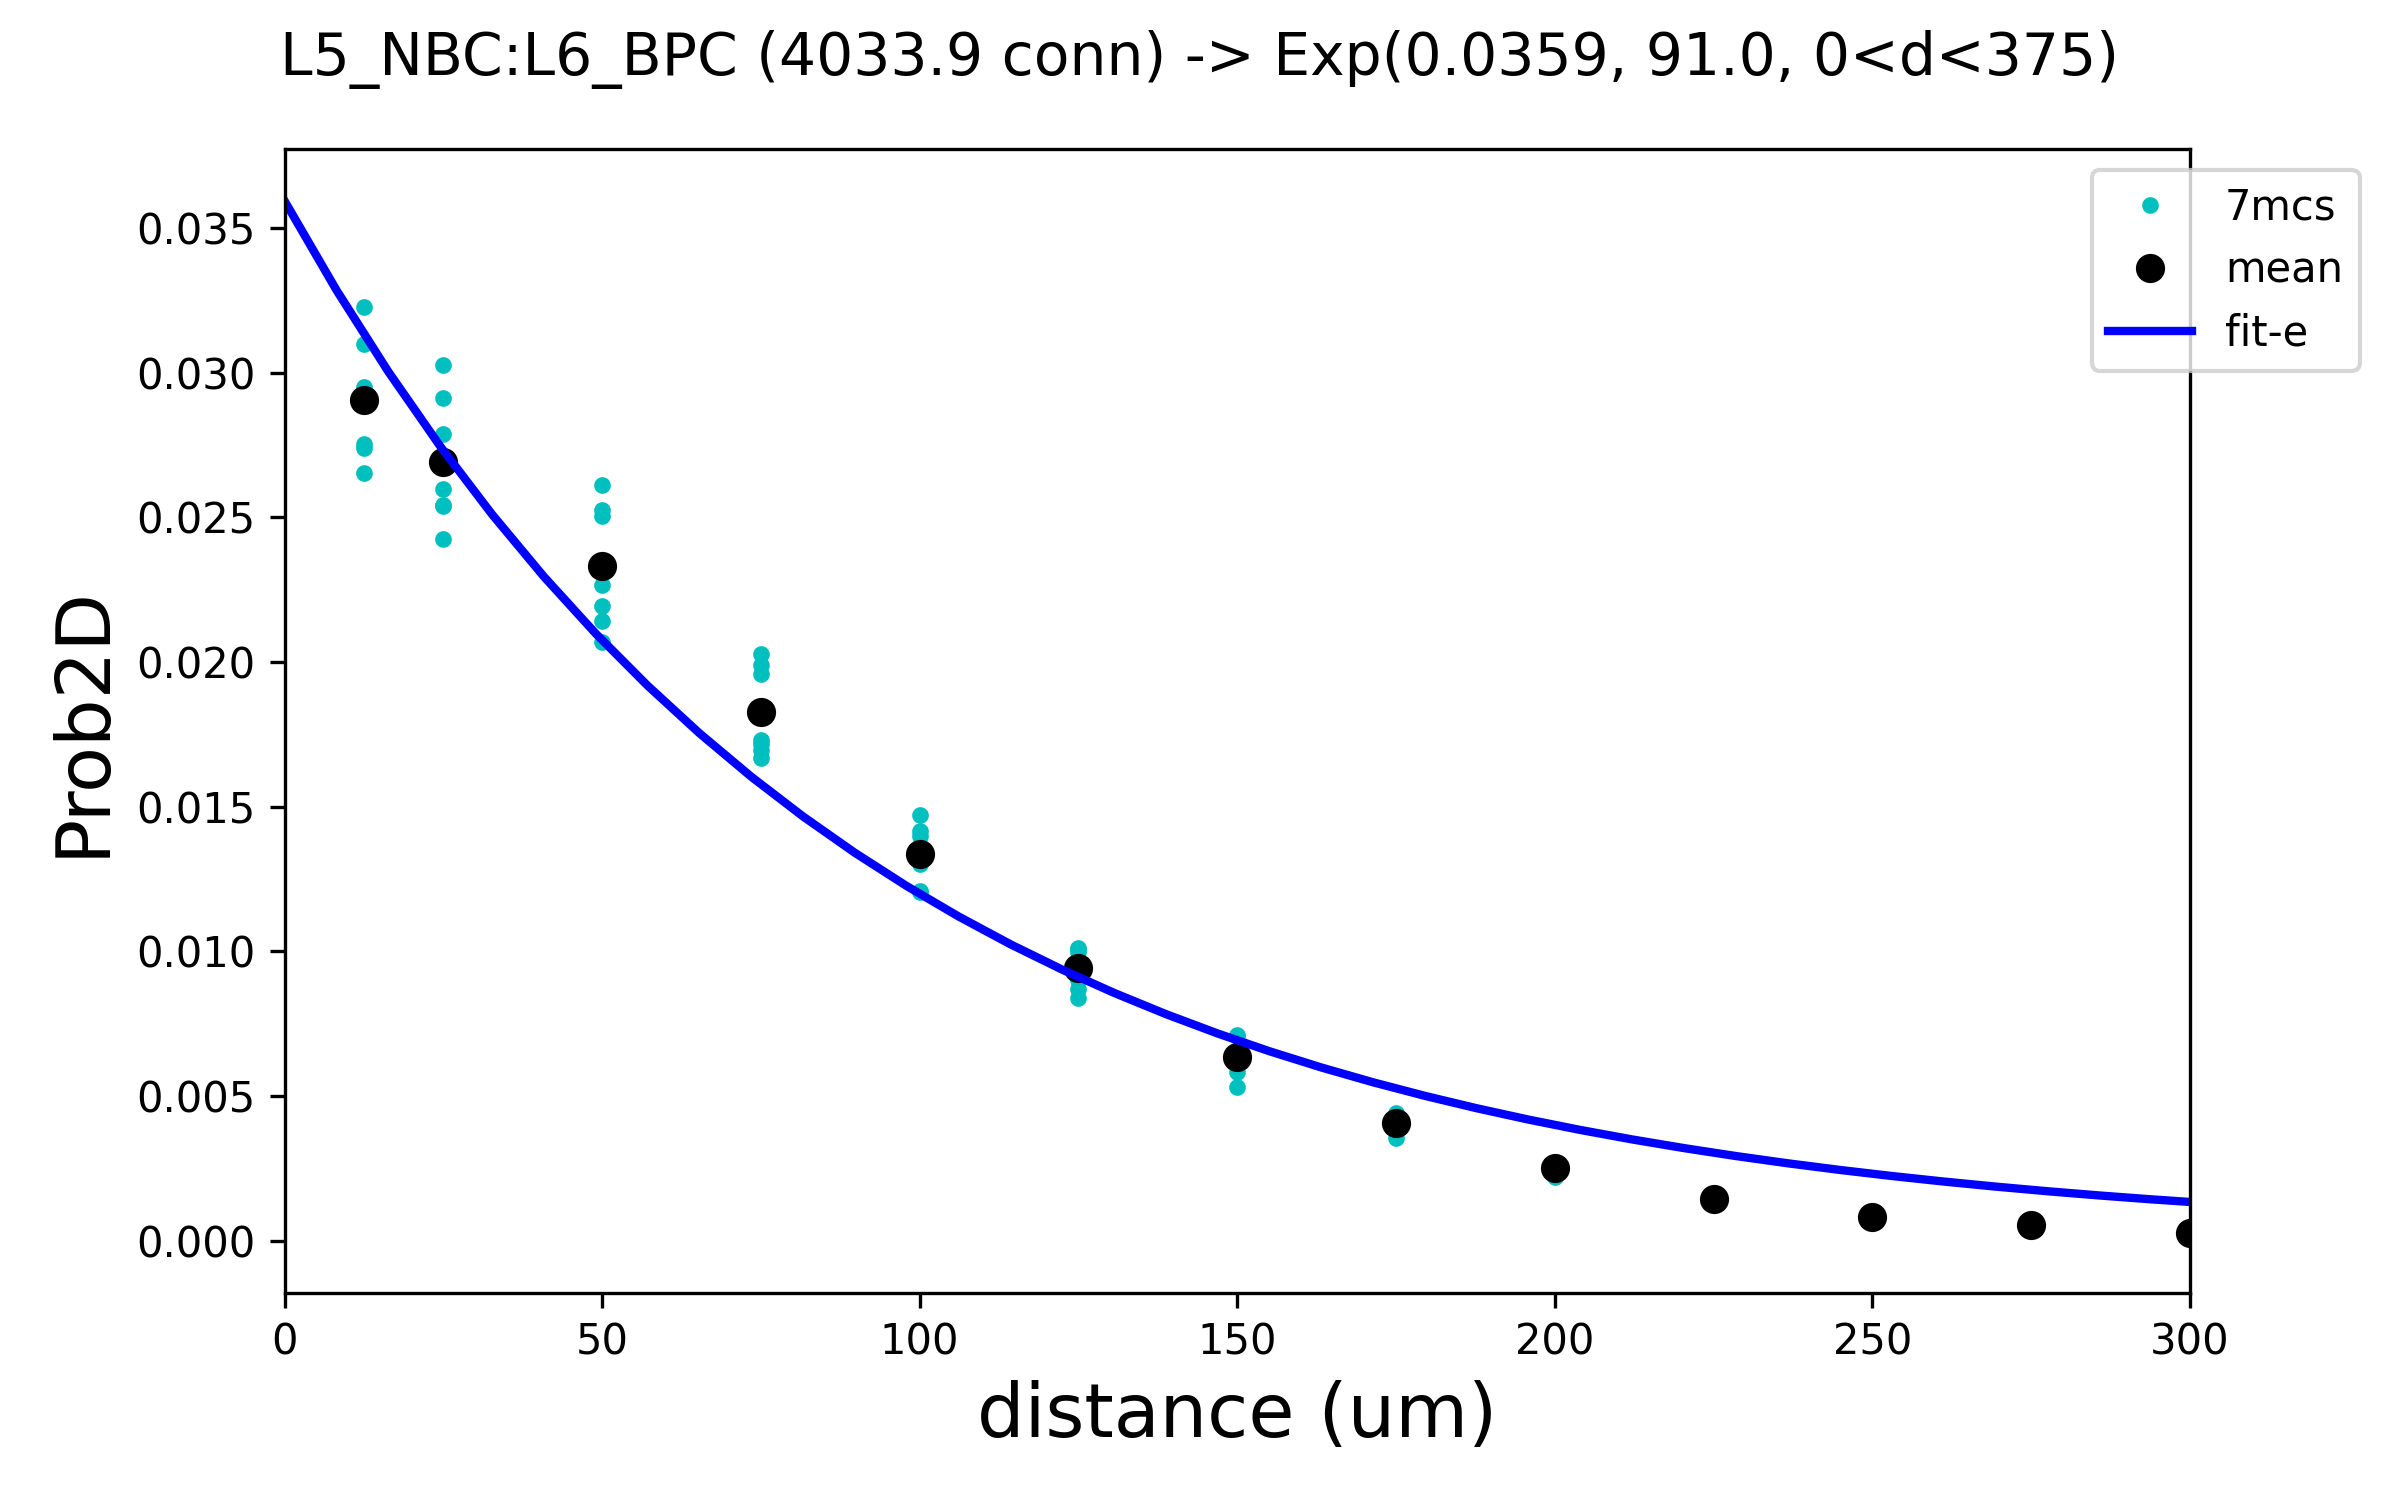 L5_NBC:L6_BPC (4033.9 conn) -> Exp(0.0359, 91.0, 0<d<375)
7mcs
mean
fit-e
Prob2D
0.035
0.030
0.025
0.020
0.015
0.010
0.005
0.000
0 50 100 150 200 250 300
distance (um)